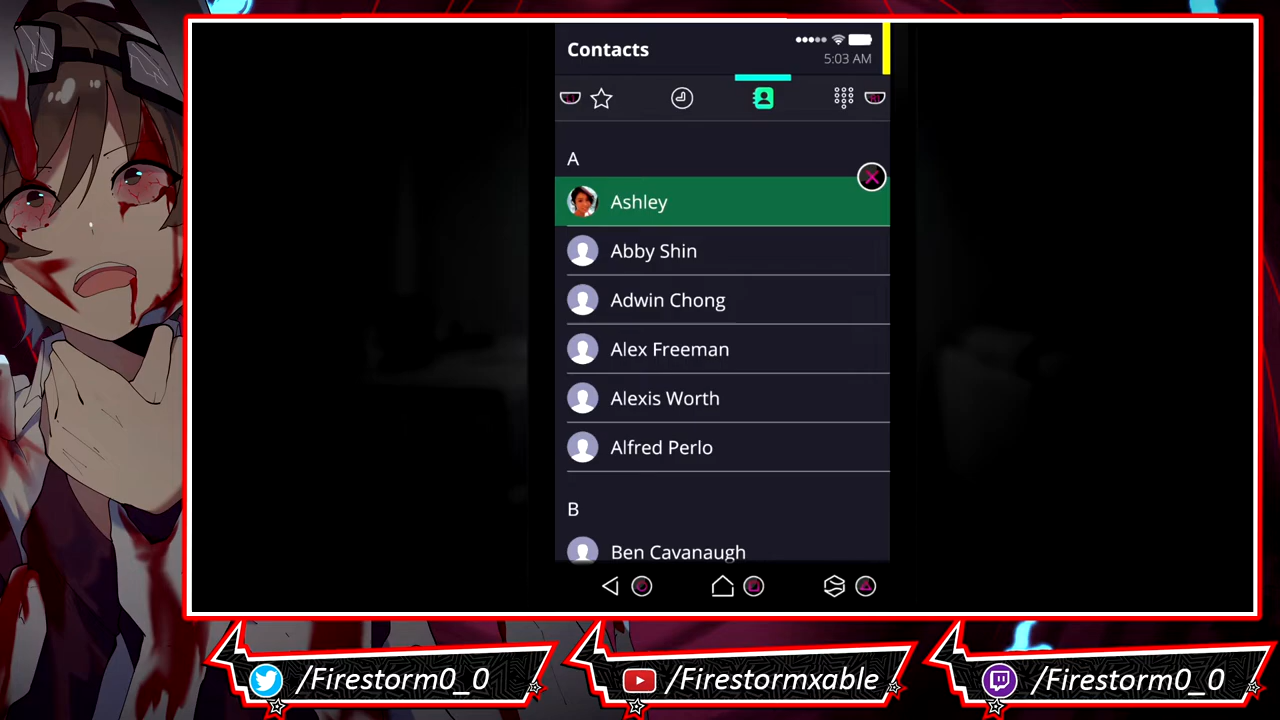 Contacts
5:03 AM
A
Ashley
Abby Shin
Adwin Chong
Alex Freeman
Alexis Worth
Alfred Perlo
B
Ben Cavanaugh
/Firestorm0_0
/Firestormxable
/Firestorm0_0